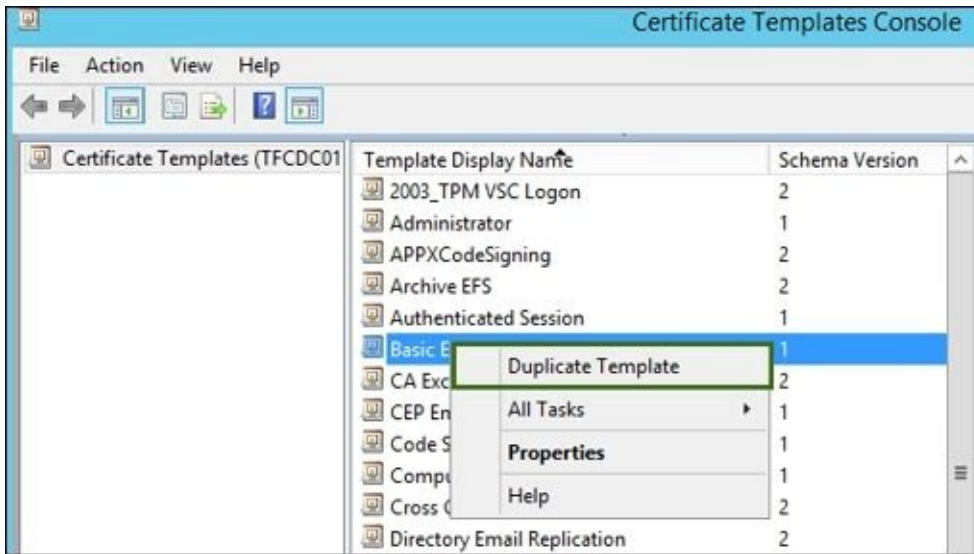 Certificate Templates Console
File Action View Help
Certificate Templates (TFCDC01
Template Display Name Schema Version
2003_TPM VSC Logon 2
Administrator 1
APPXCodeSigning 2
Archive EFS 2
Authenticated Session 1
Basic E 1
CA Exc 2
CEP En 1
Code S 1
Compu 1
Cross C 2
Directory Email Replication 2
Duplicate Template
All Tasks
Properties
Help